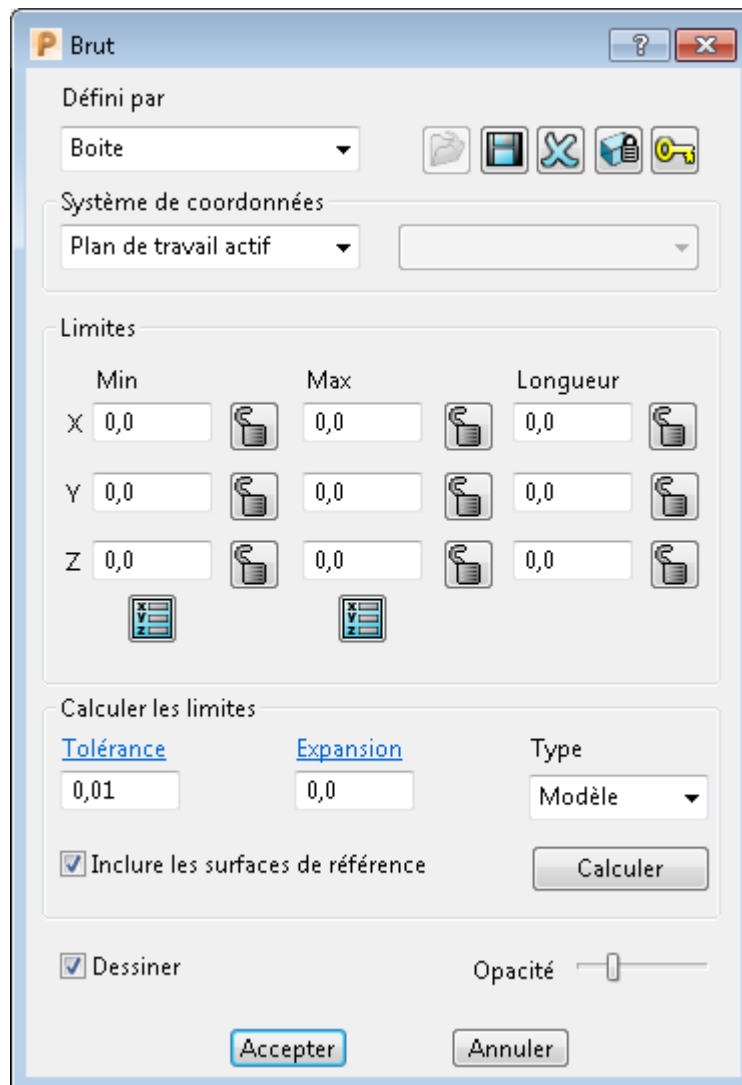 Brut
Défini par
Boite
Système de coordonnées
Plan de travail actif
Limites
Min Max Longueur
X 0,0 0,0 0,0
Y 0,0 0,0 0,0
Z 0,0 0,0 0,0
Calculer les limites
Tolérance Expansion Type
0,01 0,0 Modèle
Inclure les surfaces de référence Calculer
Dessiner Opacité
Accepter Annuler